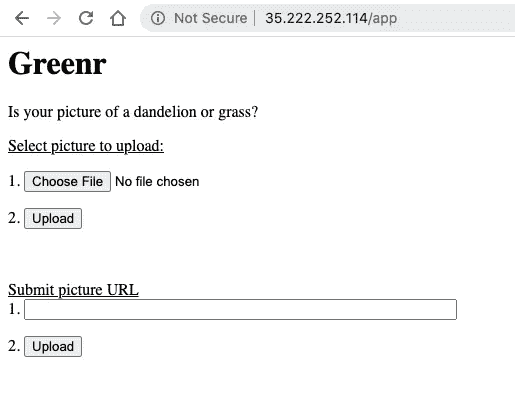 Not Secure | 35.222.252.114/app
Greenr
Is your picture of a dandelion or grass?
Select picture to upload:
1. Choose File No file chosen
2. Upload
Submit picture URL
1.
2. Upload